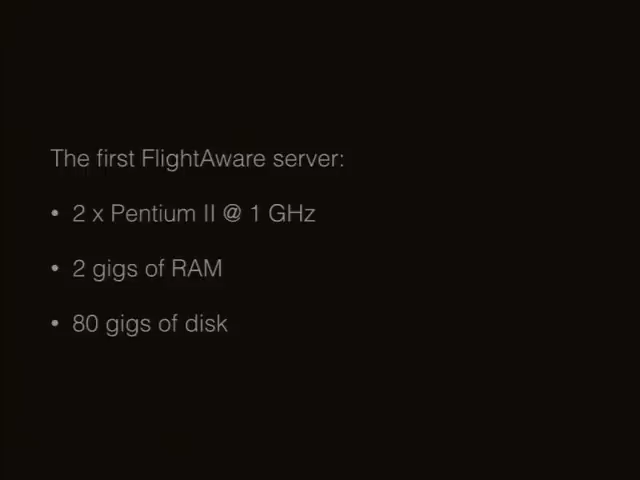 The first FlightAware server:
• 2 x Pentium II @ 1 GHz
• 2 gigs of RAM
• 80 gigs of disk